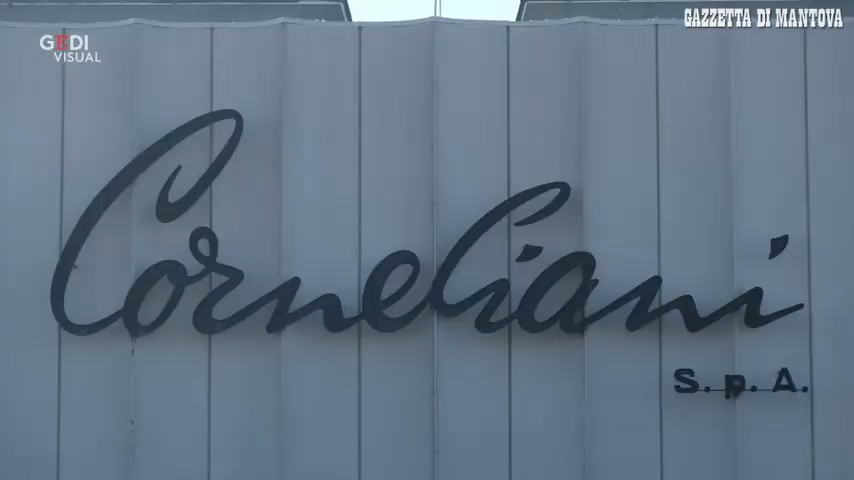 GEDI
VISUAL
GAZZETTA DI MANTOVA
Corneliani
S.p.A.